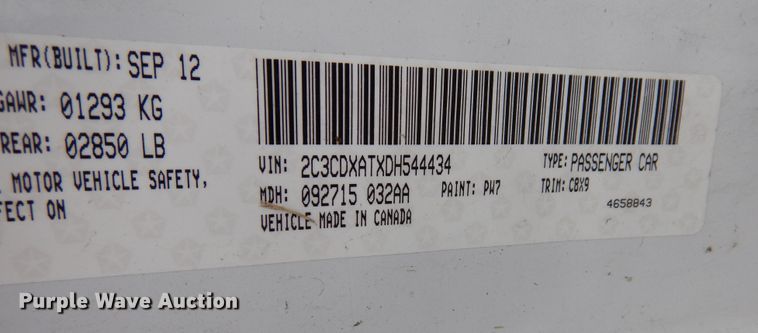 MFR(BUILT): SEP 12
GAWR: 01293 KG
REAR: 02850 LB
MOTOR VEHICLE SAFETY,
FECT ON
VIN: 2C3CDXATXDH544434
TYPE: PASSENGER CAR
MDH: 092715 032AA
PAINT: PW7
TRIM: C8X9
VEHICLE MADE IN CANADA
4658843
Purple Wave Auction